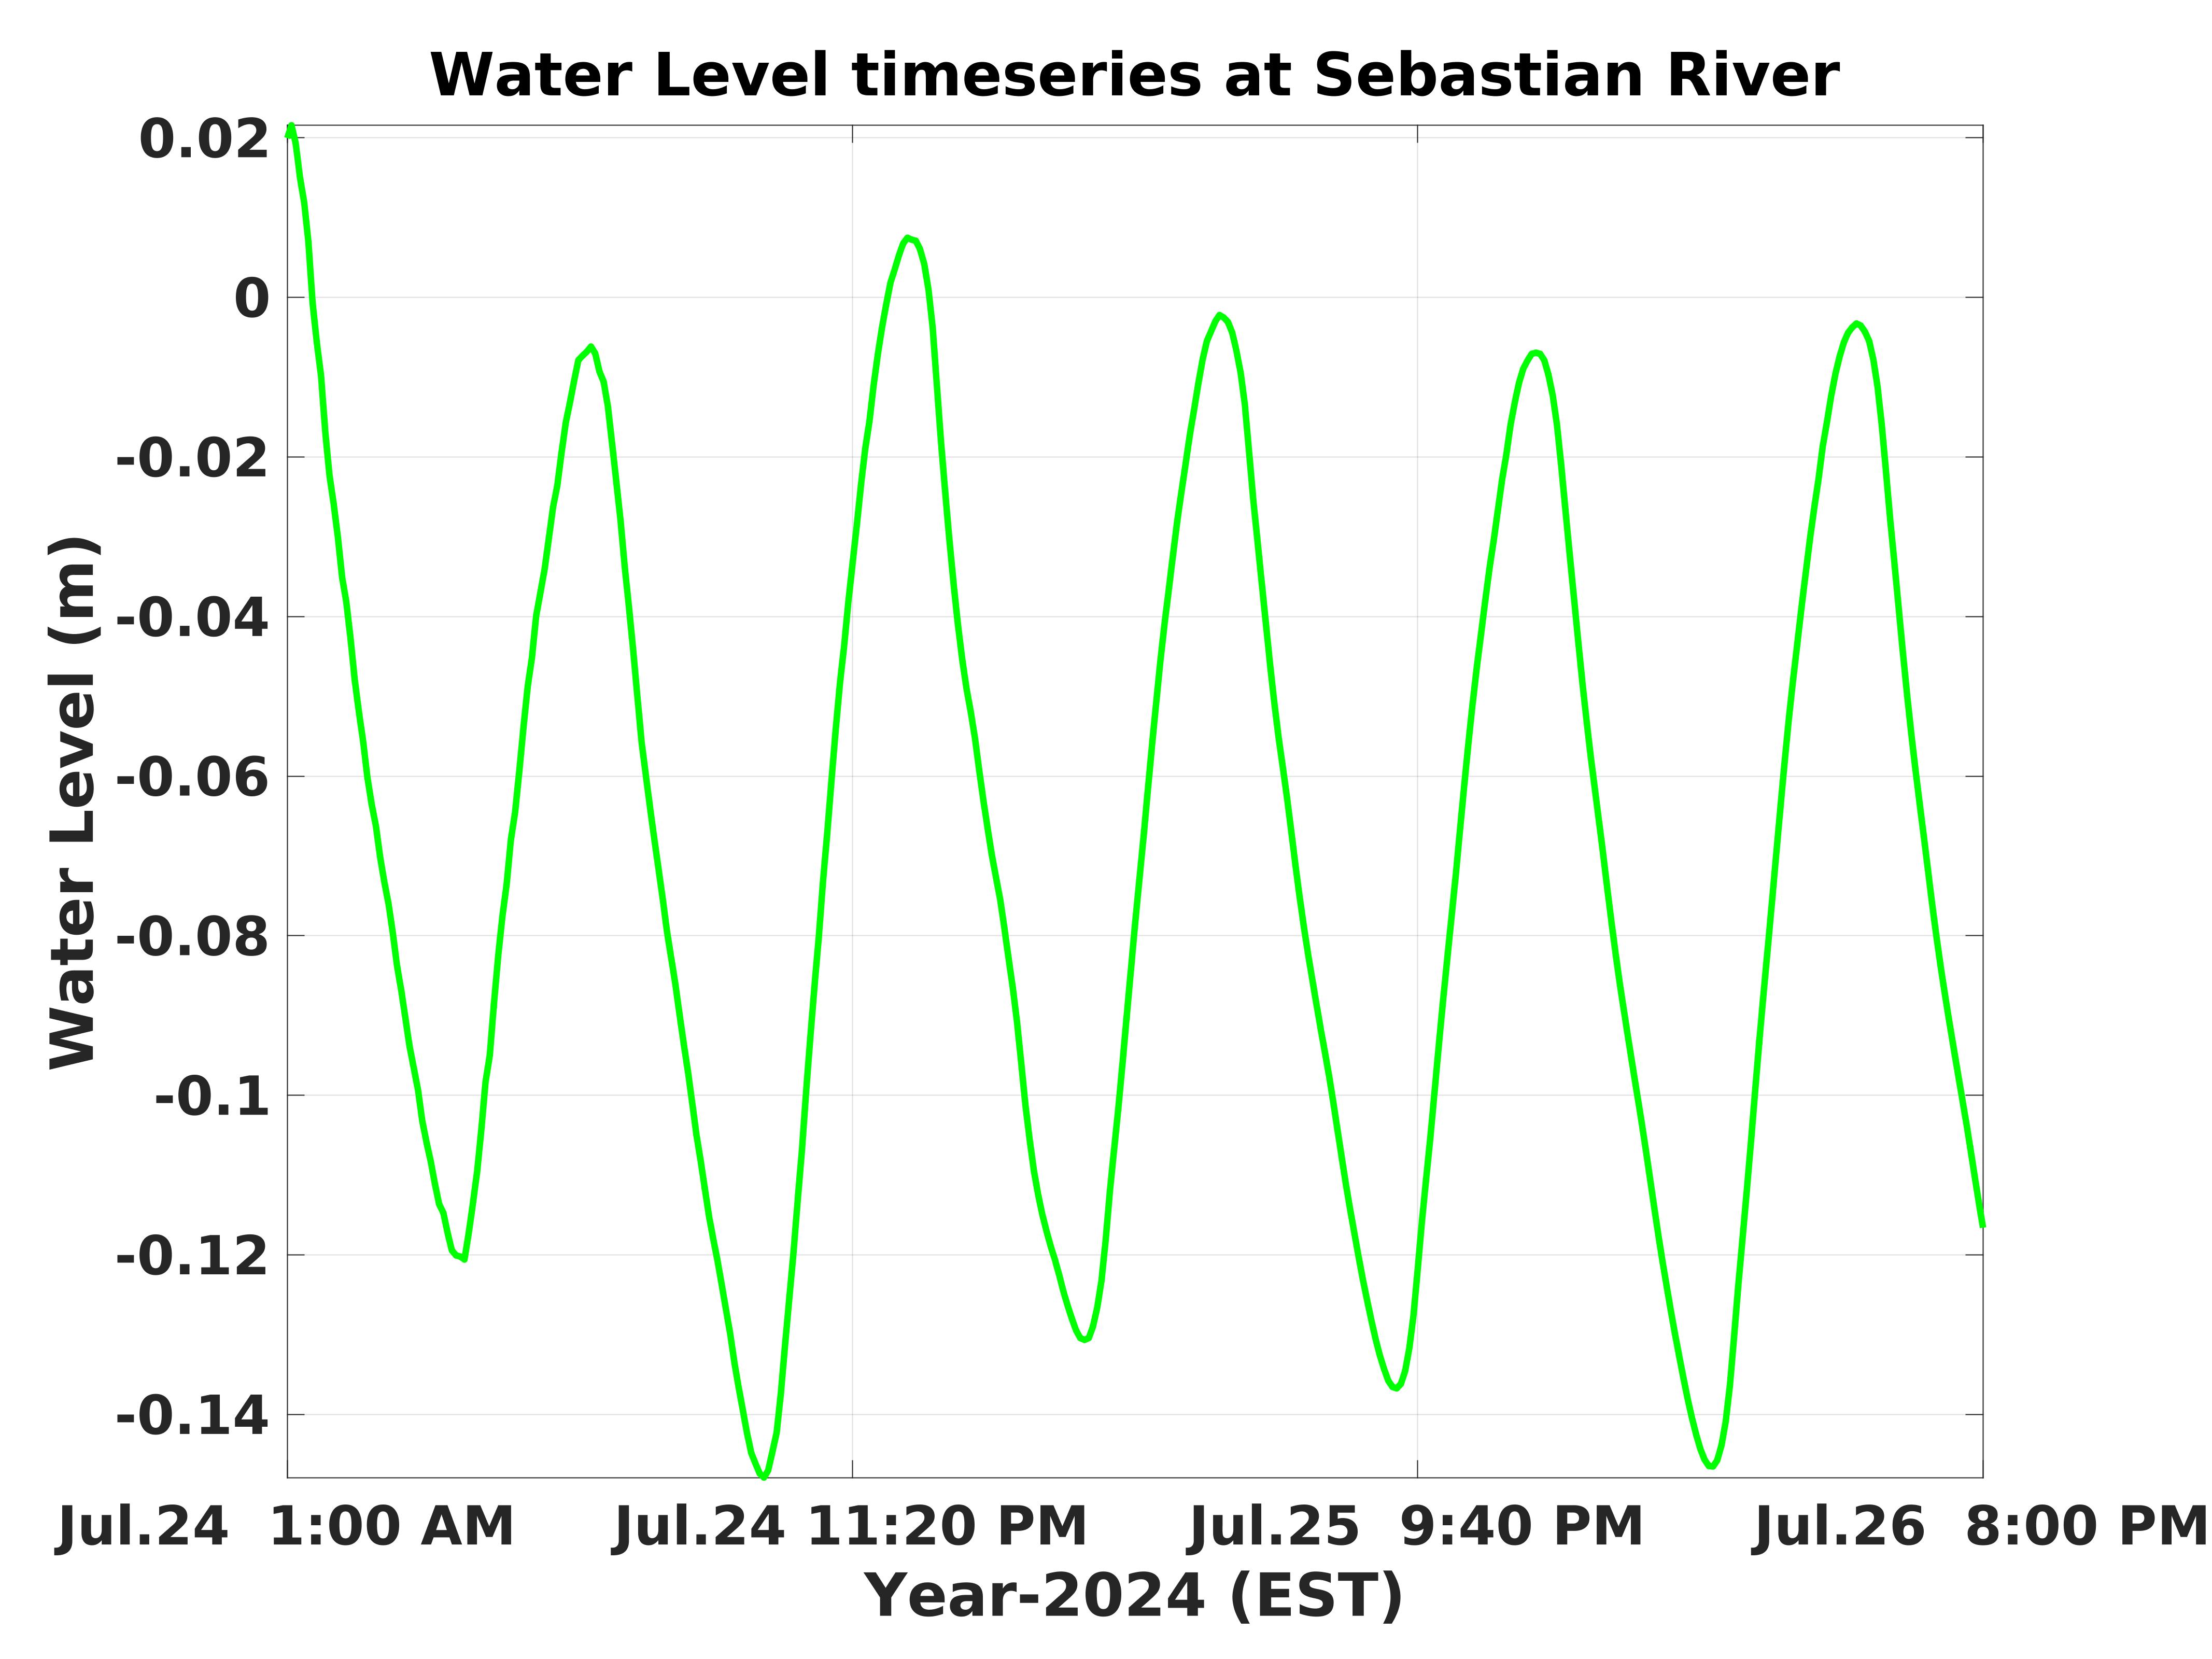 Water Level timeseries at Sebastian River
0.02
0
-0.02
-0.04
-0.06
-0.08
-0.1
-0.12
-0.14
Water Level (m)
Jul.24  1:00 AM
Jul.24 11:20 PM
Jul.25  9:40 PM
Jul.26  8:00 PM
Year-2024 (EST)